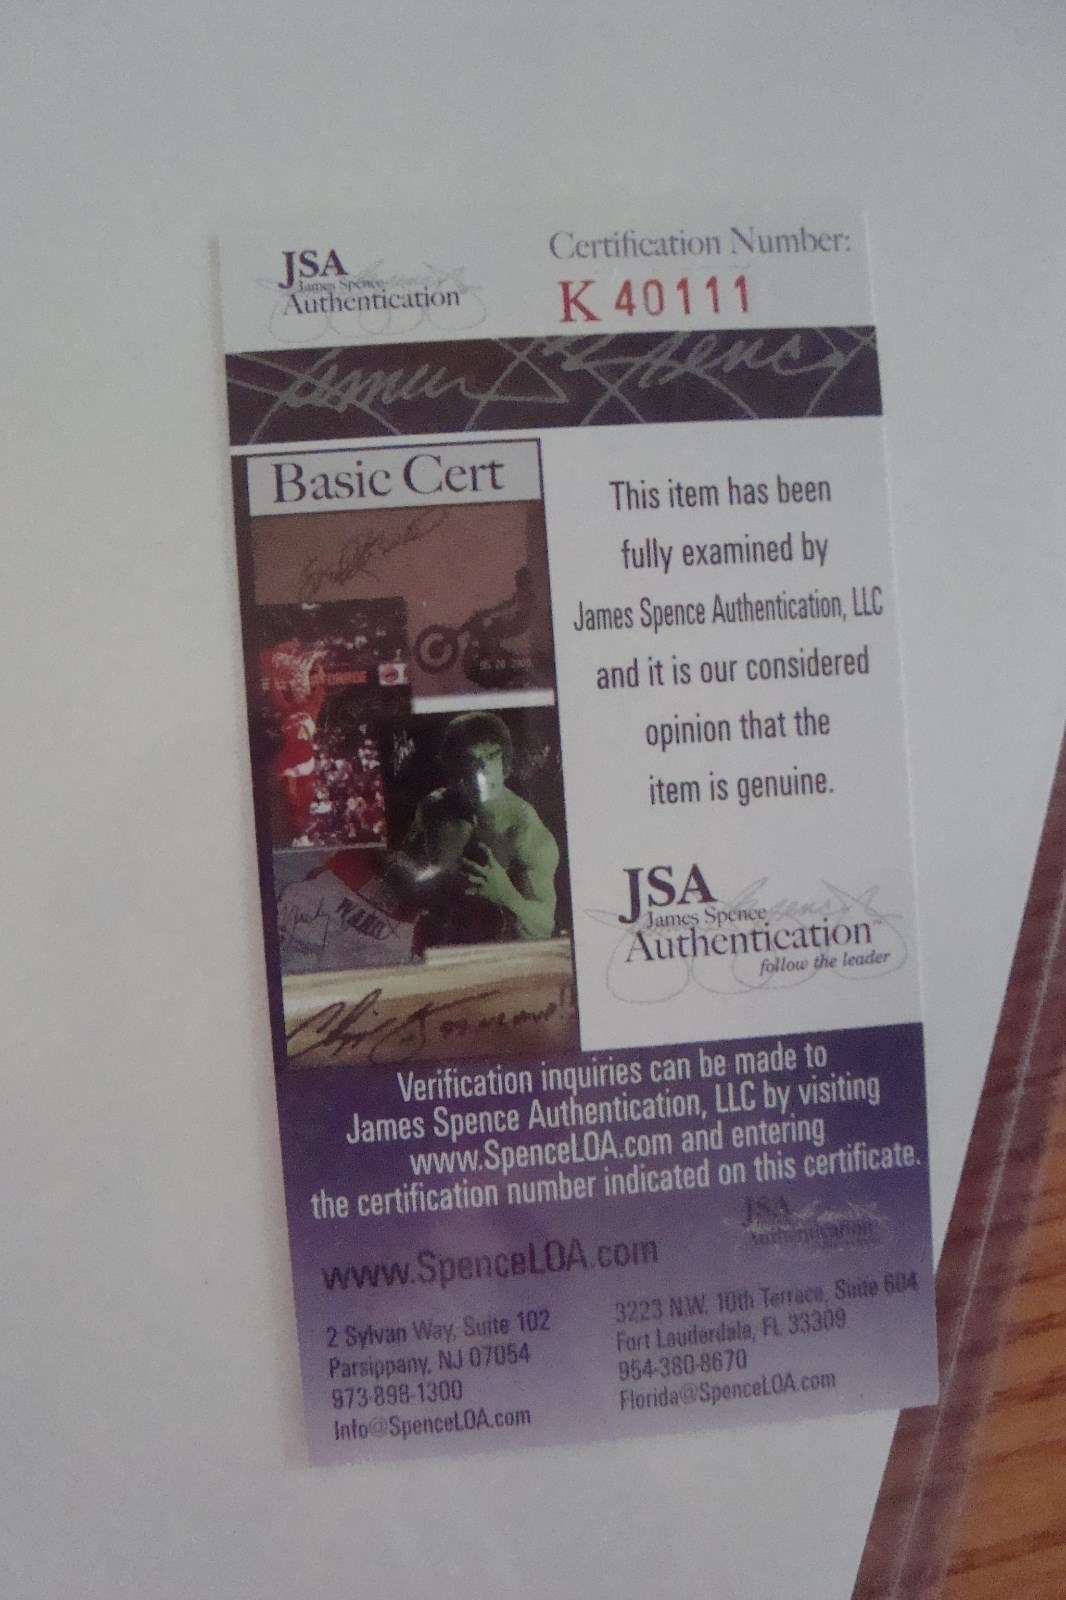 JSA
James Spence
Authentication
Certification Number:
K 40111
Basic Cert
This item has been
fully examined by
James Spence Authentication, LLC
and it is our considered
opinion that the
item is genuine.
JSA
James Spence
Authentication™
follow the leader
Verification inquiries can be made to
James Spence Authentication, LLC by visiting
www.SpenceLOA.com and entering
the certification number indicated on this certificate.
JSA
Authentication
www.SpenceLOA.com
2 Sylvan Way, Suite 102
Parsippany, NJ 07054
973-898-1300
Info@SpenceLOA.com
3223 N.W. 10th Terrace, Suite 604
Fort Lauderdale, FL 33309
954-380-8670
Florida@SpenceLOA.com